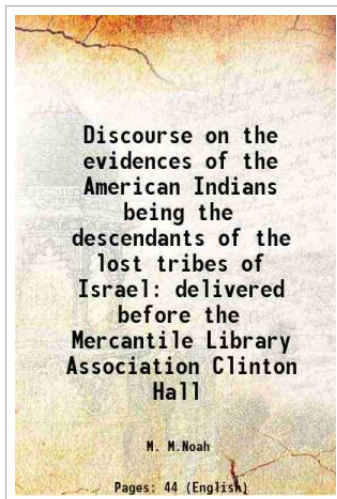 Discourse on the
evidences of the
American Indians
being the
descendants of the
lost tribes of
Israel: delivered
before the
Mercantile Library
Association Clinton
Hall
M. M.Noah
Pages: 44 (English)